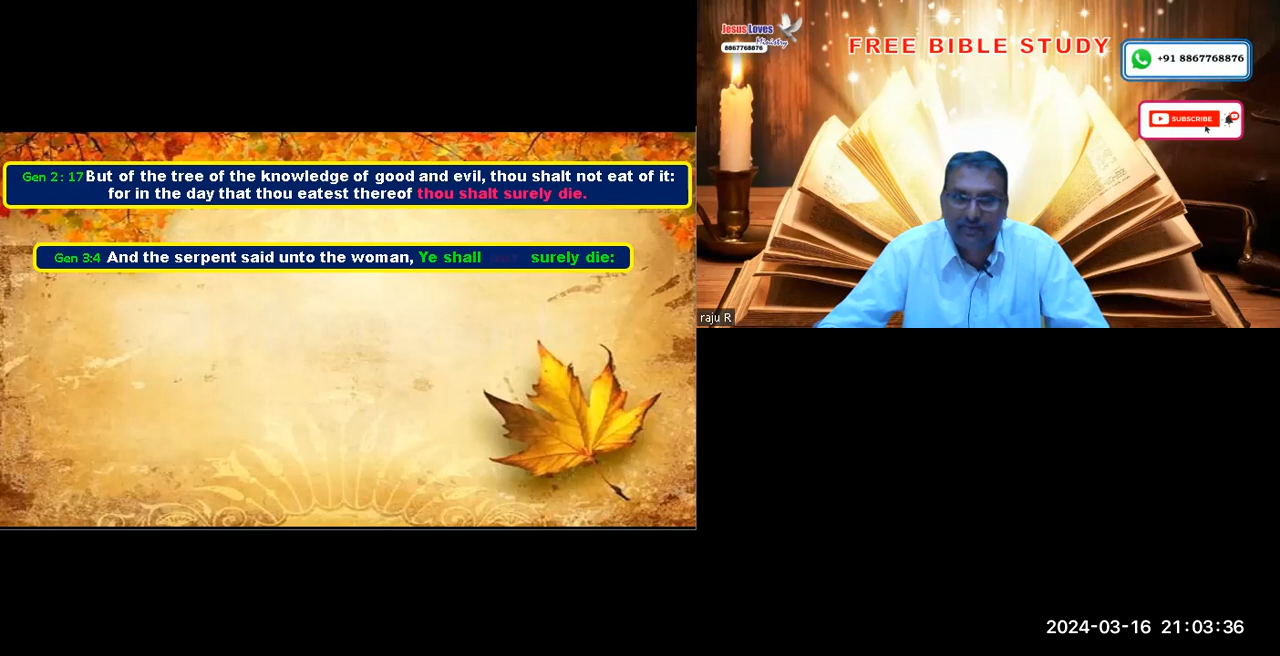 Gen 2: 17 But of the tree of the knowledge of good and evil, thou shalt not eat of it:
for in the day that thou eatest thereof thou shalt surely die.
Gen 3:4 And the serpent said unto the woman, Ye shall not surely die:
Jesus Loves
Ministry
8867768876
FREE BIBLE STUDY
+91 8867768876
SUBSCRIBE
raju R
2024-03-16 21:03:36